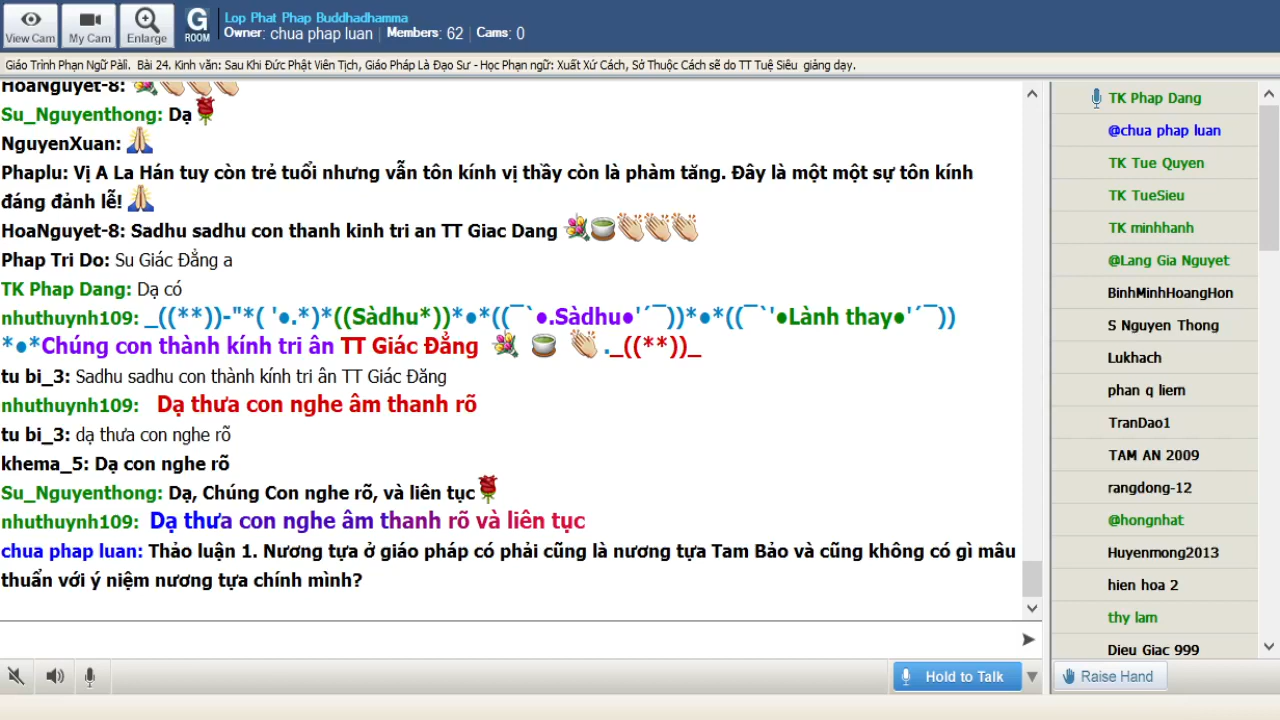 View Cam
My Cam
Enlarge
G
ROOM
Lop Phat Phap Buddhadhamma
Owner: chua pháp luan | Members: 62 | Cams: 0
Giáo Trình Phạn Ngữ Pàli. Bài 24. Kinh văn: Sau Khi Đức Phật Viên Tịch, Giáo Pháp Là Đạo Sư - Học Phạn ngữ: Xuất Xứ Cách, Sở Thuộc Cách sẽ do TT Tuệ Siêu giảng dạy.
HoaNguyet-8:
Su_Nguyenthong: Dạ
NguyenXuan:
Phaplu: Vị A La Hán tuy còn trẻ tuổi nhưng vẫn tôn kính vị thầy còn là phàm tăng. Đây là một một sự tôn kính
đáng đảnh lễ!
HoaNguyet-8: Sadhu sadhu con thanh kinh tri an TT Giac Dang
Phap Tri Do: Su Giác Đẳng a
TK Phap Dang: Dạ có
nhuthuynh109: _((**))-"*( '●.*)*((Sàdhu*))*●*((¯`●.Sàdhu●'´¯))*●*((¯`'●Lành thay●'´¯))
*●*Chúng con thành kính tri ân TT Giác Đẳng ._((**))_
tu bi_3: Sadhu sadhu con thành kính tri ân TT Giác Đăng
nhuthuynh109: Dạ thưa con nghe âm thanh rõ
tu bi_3: dạ thưa con nghe rõ
khema_5: Dạ con nghe rõ
Su_Nguyenthong: Dạ, Chúng Con nghe rõ, và liên tục
nhuthuynh109: Dạ thưa con nghe âm thanh rõ và liên tục
chua phap luan: Thảo luận 1. Nương tựa ở giáo pháp có phải cũng là nương tựa Tam Bảo và cũng không có gì mâu
thuẩn với ý niệm nương tựa chính mình?
Hold to Talk
TK Phap Dang
@chua phap luan
TK Tue Quyen
TK TueSieu
TK minhhanh
@Lang Gia Nguyet
BinhMinhHoangHon
S Nguyen Thong
Lukhach
phan q liem
TranDao1
TAM AN 2009
rangdong-12
@hongnhat
Huyenmong2013
hien hoa 2
thy lam
Dieu Giac 999
Raise Hand